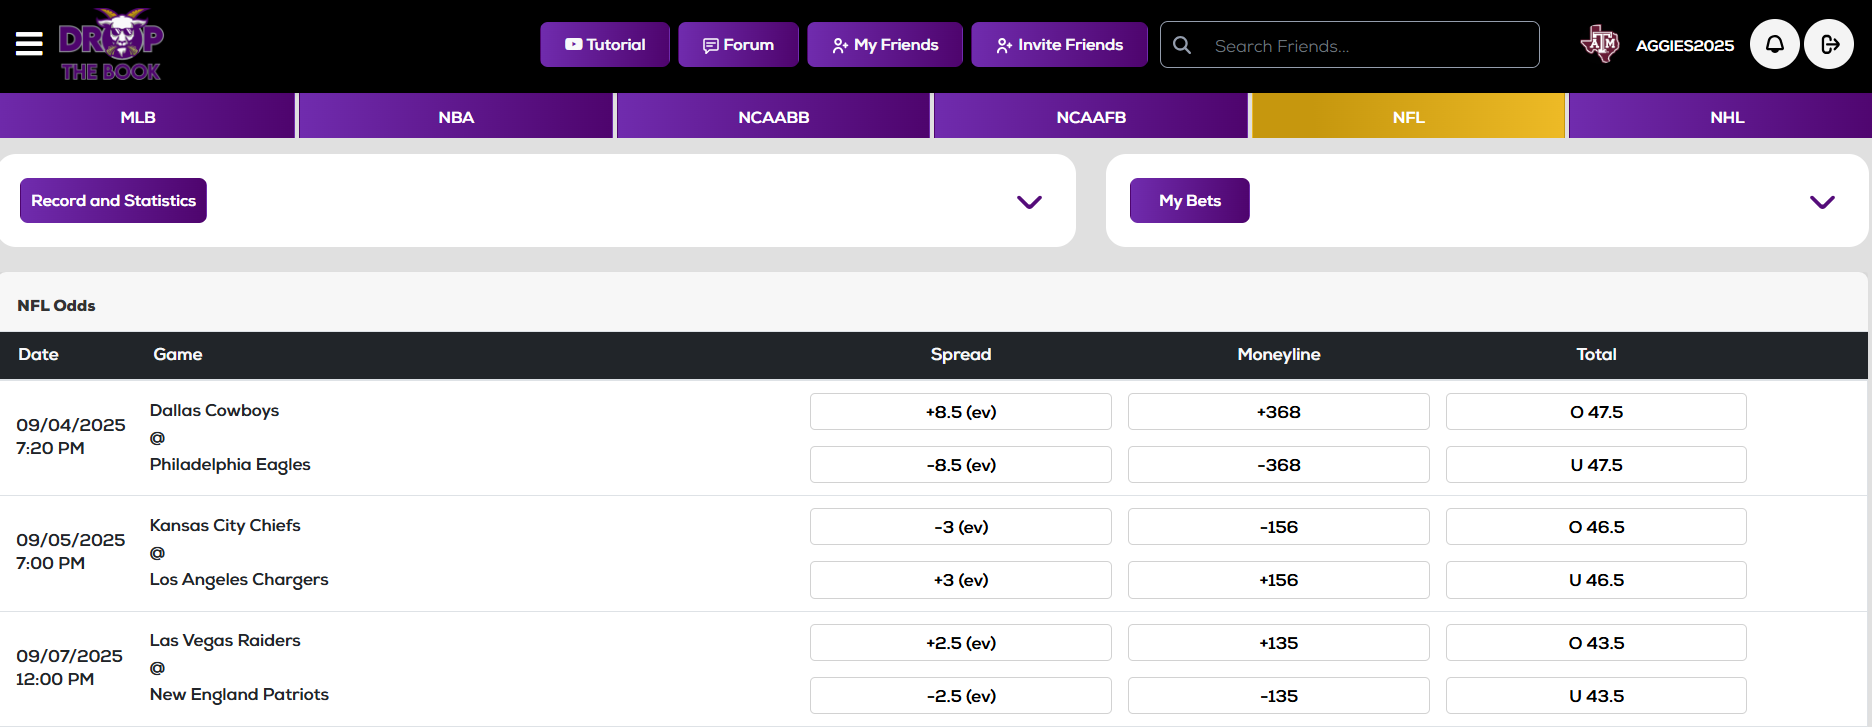 DROP
THE BOOK
Tutorial
Forum
My Friends
Invite Friends
Search Friends...
ATM
AGGIES2025
MLB
NBA
NCAABB
NCAAFB
NFL
NHL
Record and Statistics
My Bets
NFL Odds
Date Game Spread Moneyline Total
09/04/2025
7:20 PM
Dallas Cowboys
@
Philadelphia Eagles
+8.5 (ev) +368 O 47.5
-8.5 (ev) -368 U 47.5
09/05/2025
7:00 PM
Kansas City Chiefs
@
Los Angeles Chargers
-3 (ev) -156 O 46.5
+3 (ev) +156 U 46.5
09/07/2025
12:00 PM
Las Vegas Raiders
@
New England Patriots
+2.5 (ev) +135 O 43.5
-2.5 (ev) -135 U 43.5